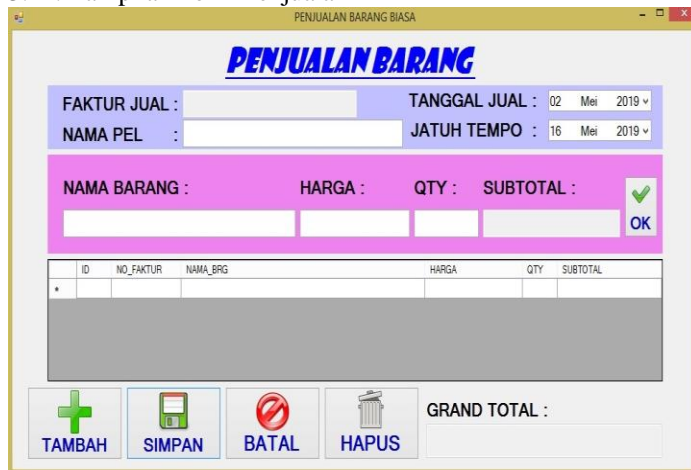 PENJUALAN BARANG BIASA
PENJUALAN BARANG
FAKTUR JUAL :
TANGGAL JUAL : 02 Mei 2019
NAMA PEL :
JATUH TEMPO : 16 Mei 2019
NAMA BARANG : HARGA : QTY : SUBTOTAL :
OK
ID NO_FAKTUR NAMA_BRG HARGA QTY SUBTOTAL
*
GRAND TOTAL :
TAMBAH SIMPAN BATAL HAPUS